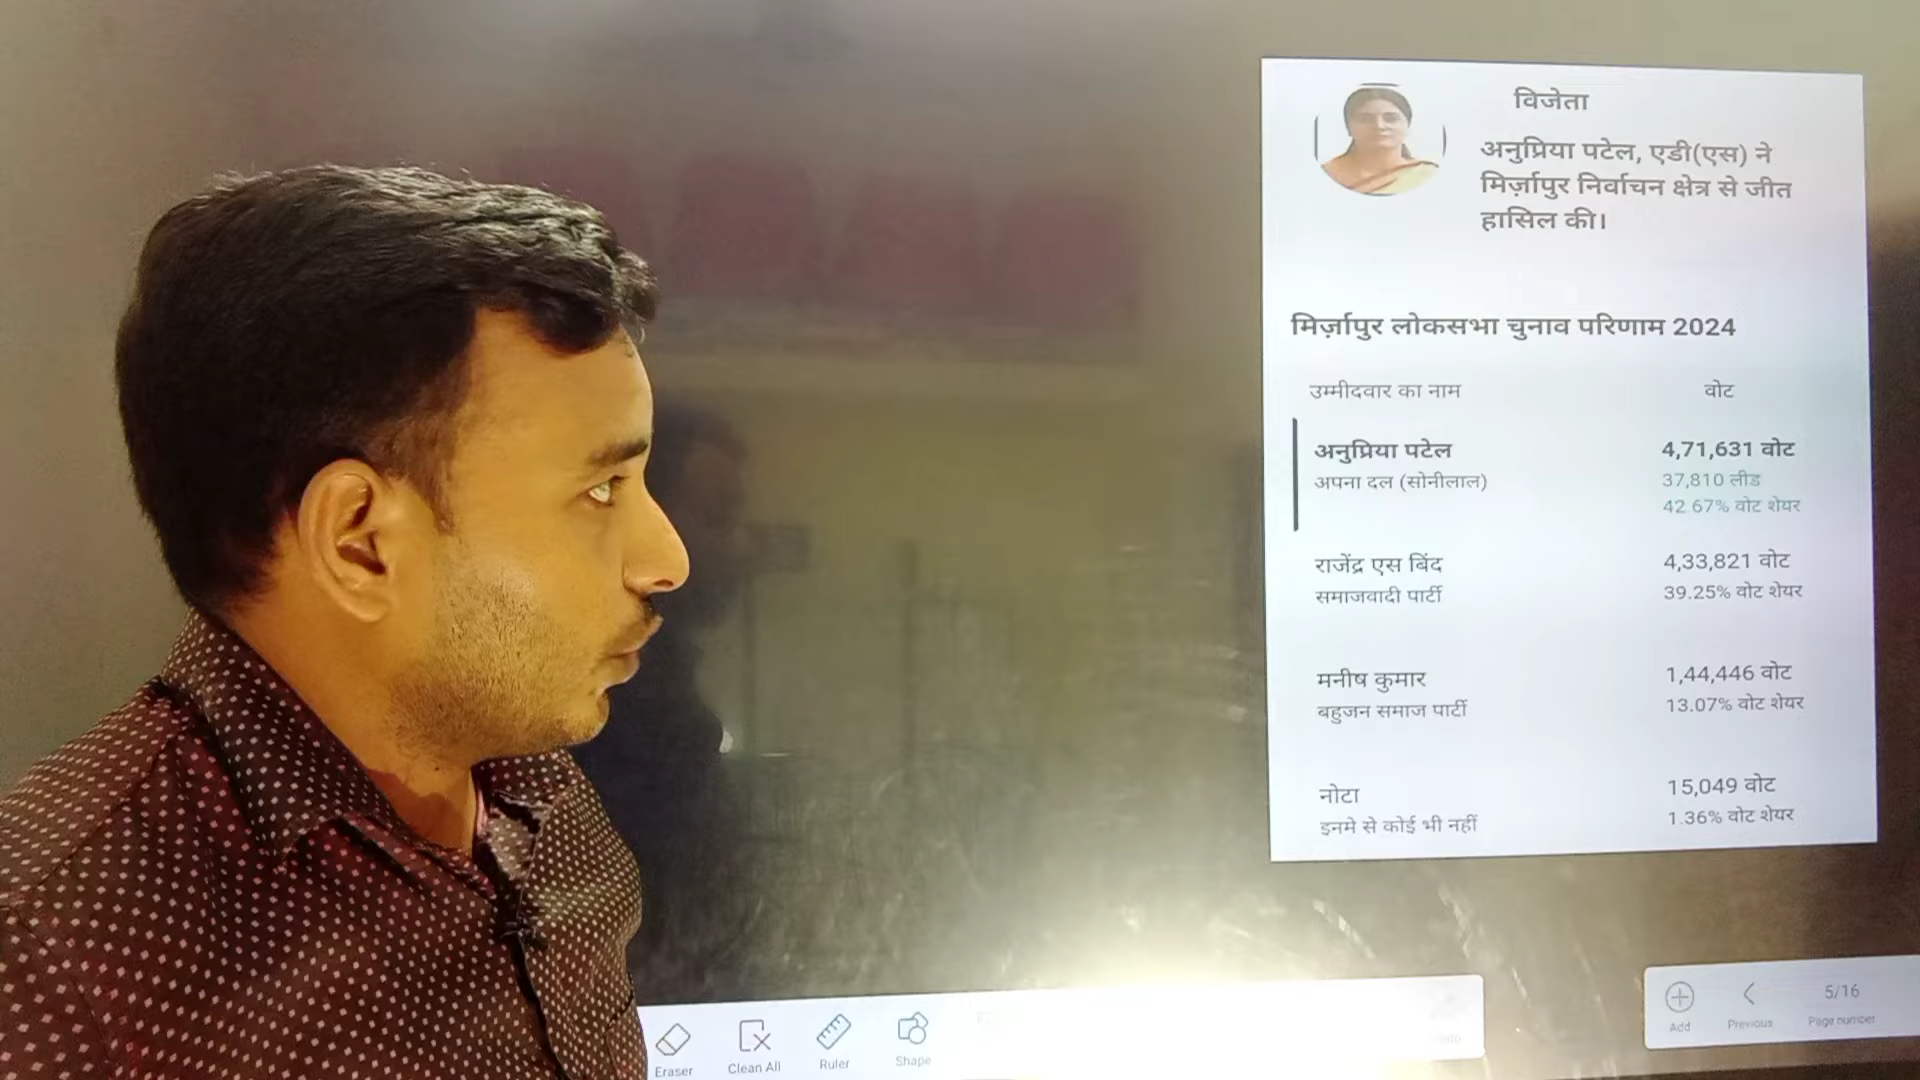 विजेता
अनुप्रिया पटेल, एडी(एस) ने
मिर्ज़ापुर निर्वाचन क्षेत्र से जीत
हासिल की।
मिर्ज़ापुर लोकसभा चुनाव परिणाम 2024
उम्मीदवार का नाम वोट
अनुप्रिया पटेल 4,71,631 वोट
अपना दल (सोनीलाल) 37,810 लीड
42.67% वोट शेयर
राजेंद्र एस बिंद 4,33,821 वोट
समाजवादी पार्टी 39.25% वोट शेयर
मनीष कुमार 1,44,446 वोट
बहुजन समाज पार्टी 13.07% वोट शेयर
नोटा 15,049 वोट
इनमे से कोई भी नहीं 1.36% वोट शेयर
Eraser Clean All Ruler Shape
5/16
Add Previous Page number